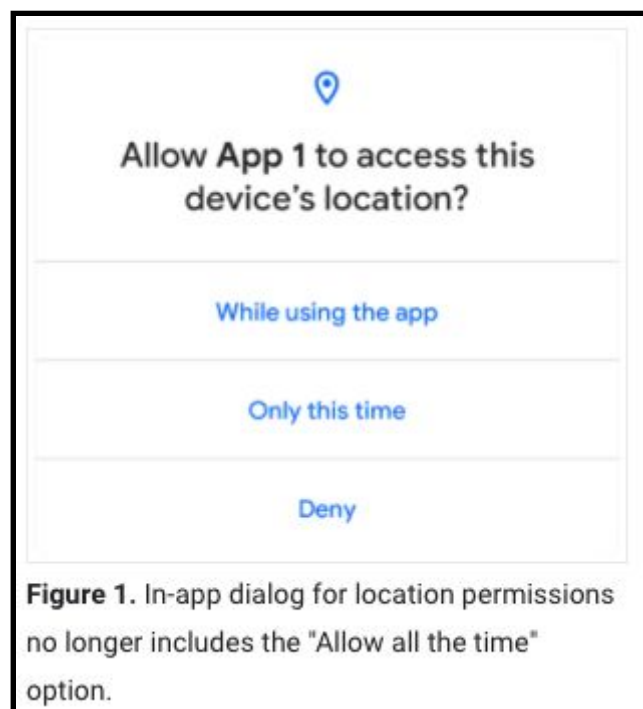 Allow App 1 to access this
device's location?
While using the app
Only this time
Deny
Figure 1. In-app dialog for location permissions
no longer includes the "Allow all the time"
option.